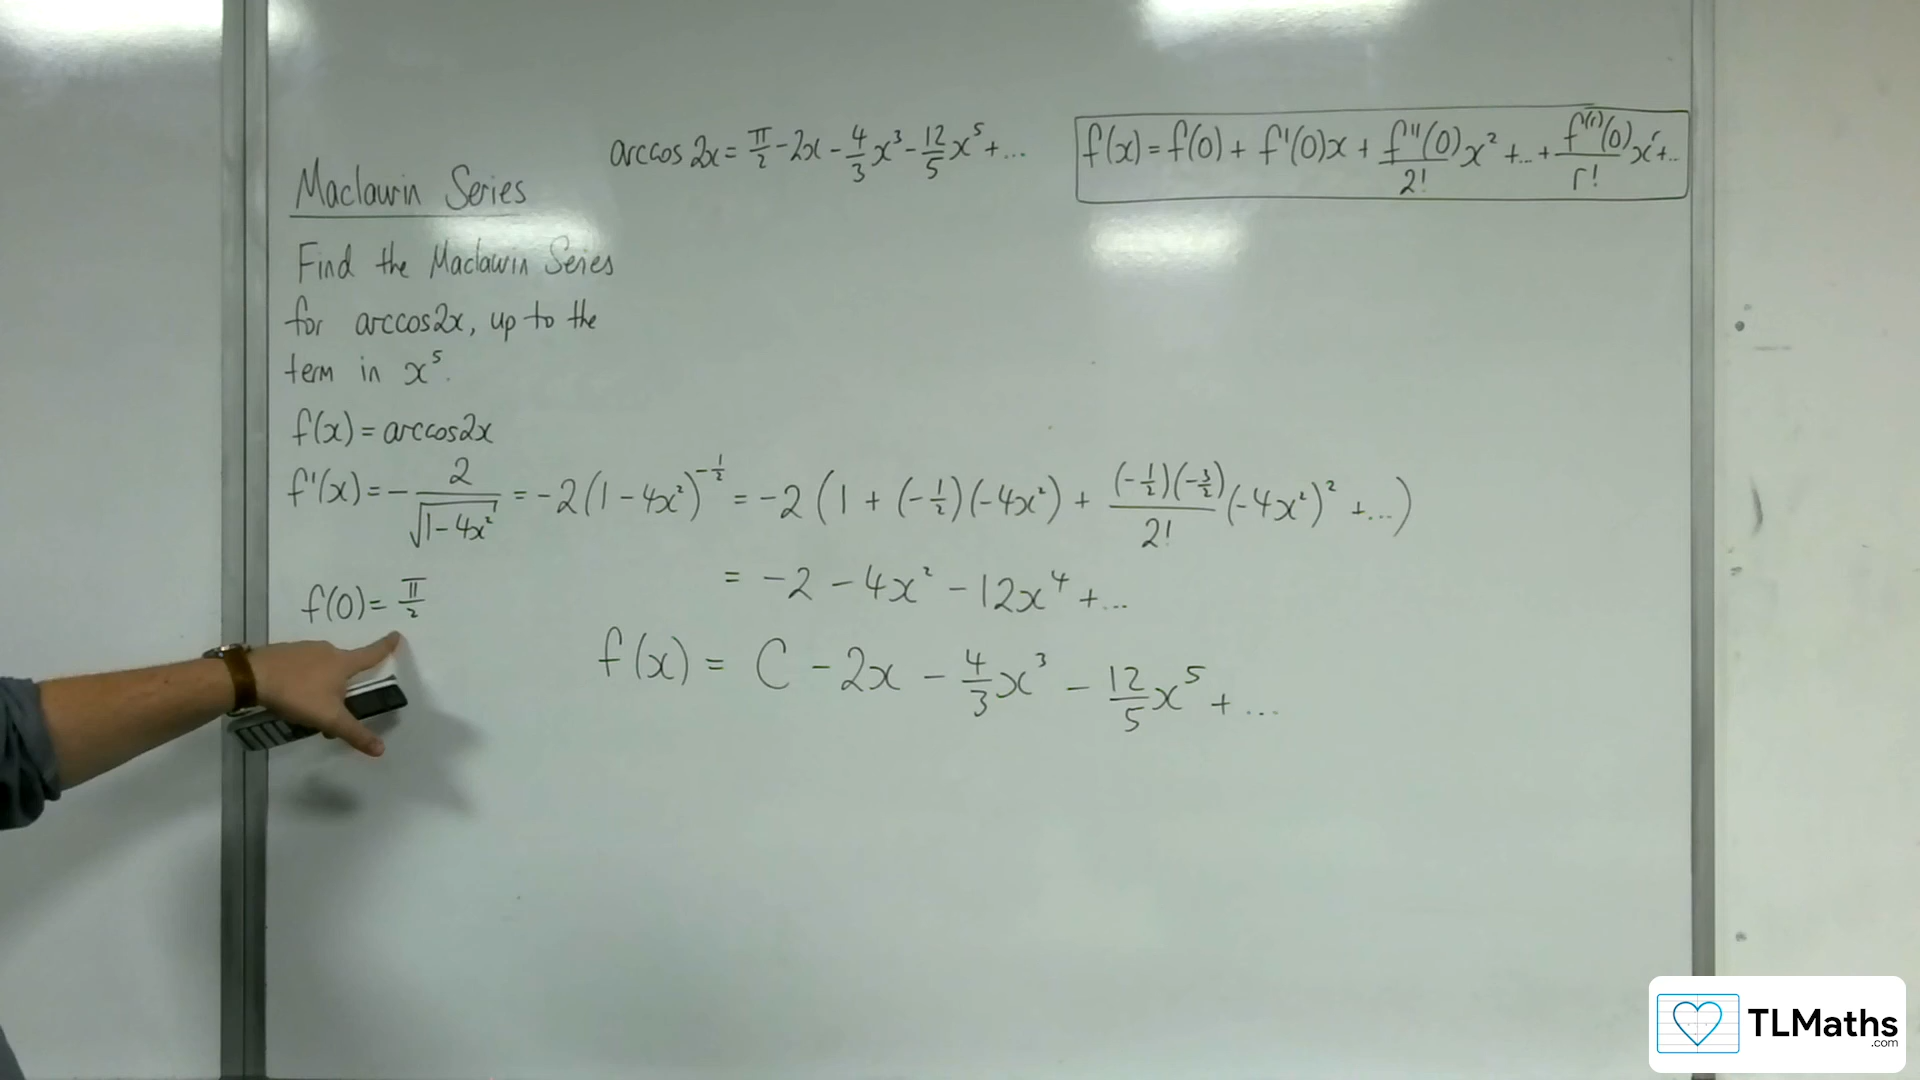 arccos 2x = π/2 - 2x - 4/3 x³ - 12/5 x⁵ + ...
f(x) = f(0) + f'(0)x + f''(0)/2! x² + ... + f⁽ʳ⁾(0)/r! xʳ + ...
Maclaurin Series
Find the Maclaurin Series
for arccos2x, up to the
term in x⁵.
f(x) = arccos2x
f'(x) = - 2/√(1-4x²) = -2(1-4x²)^(-1/2) = -2(1 + (-1/2)(-4x²) + (-1/2)(-3/2)/2! (-4x²)² + ...)
= -2 - 4x² - 12x⁴ + ...
f(0) = π/2
f(x) = C - 2x - 4/3 x³ - 12/5 x⁵ + ...
TLMaths
.com